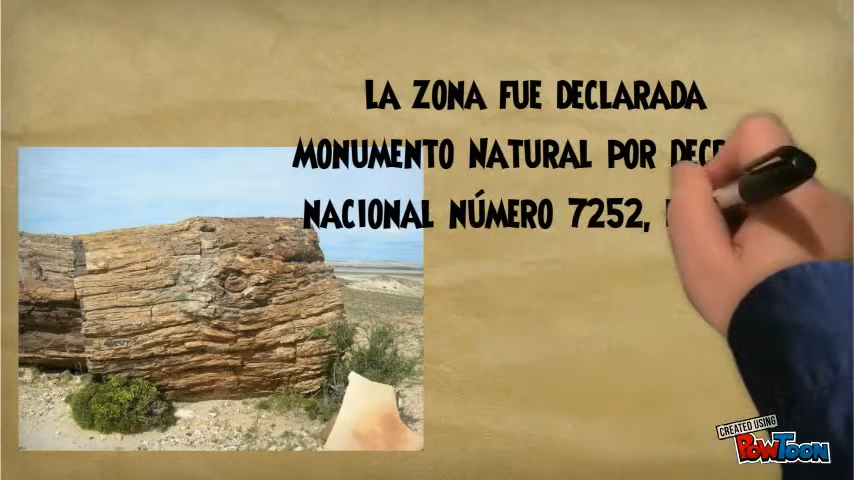 LA ZONA FUE DECLARADA
MONUMENTO NATURAL POR
NACIONAL NÚMERO 7252,
CREATED USING
POWTOON